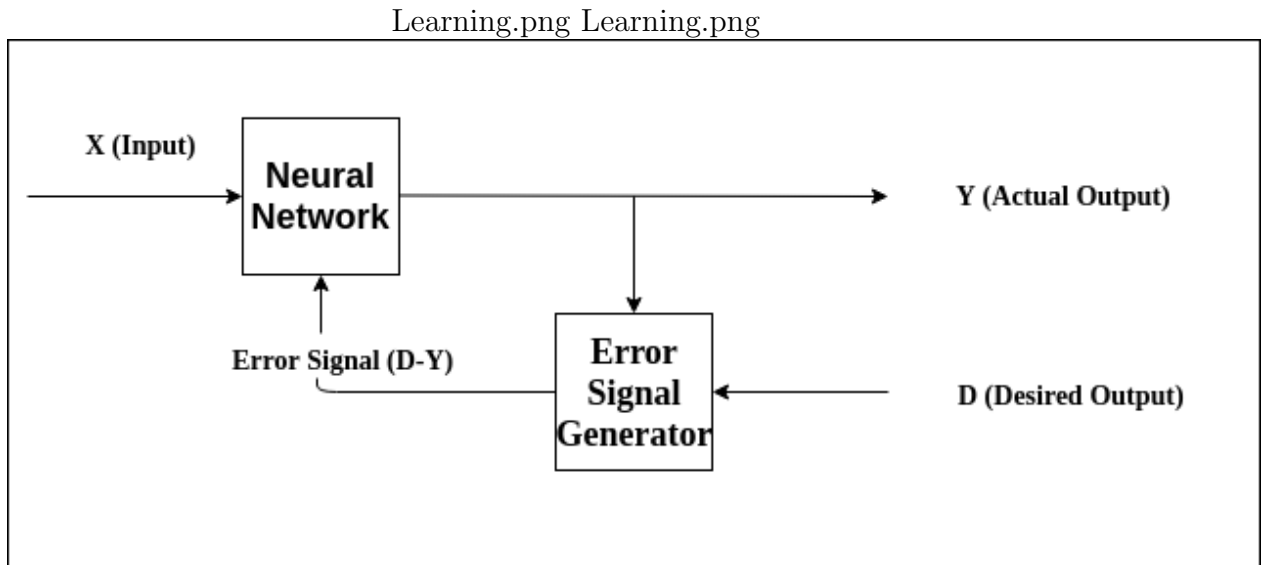 Learning.png Learning.png
X (Input)
Neural
Network
Y (Actual Output)
Error Signal (D-Y)
Error
Signal
Generator
D (Desired Output)